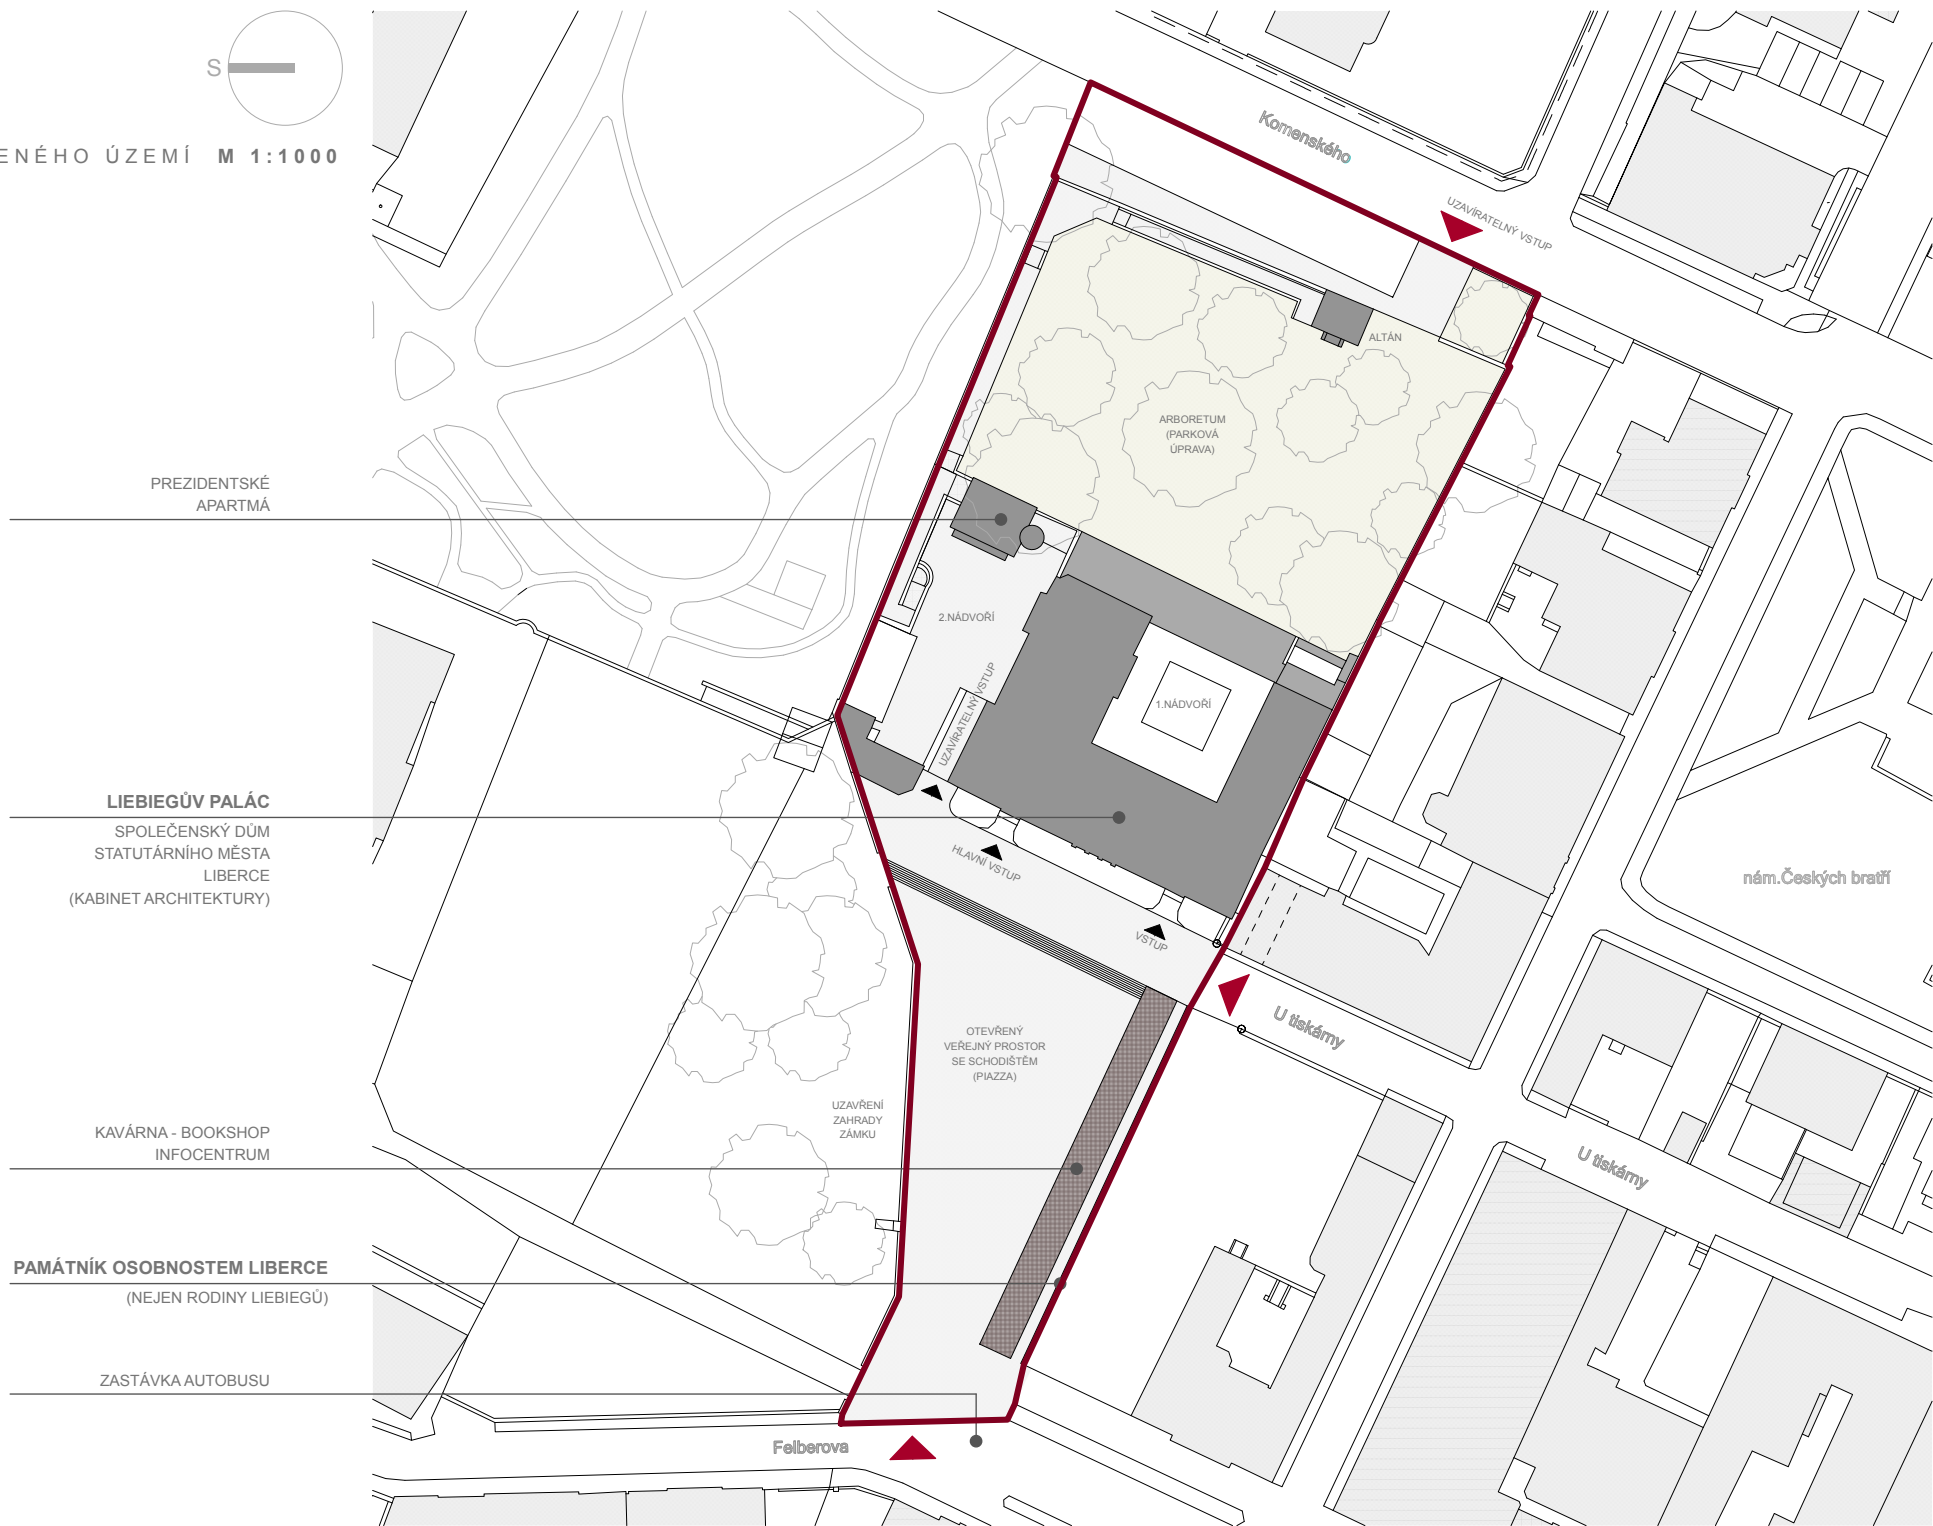 S
ENÉHO ÚZEMÍ M 1:1000
Komenského
UZAVÍRATELNÝ VSTUP
ALTÁN
ARBORETUM
(PARKOVÁ
ÚPRAVA)
PREZIDENTSKÉ
APARTMÁ
2.NÁDVOŘÍ
UZAVÍRATELNÝ VSTUP
1.NÁDVOŘÍ
LIEBIEGŮV PALÁC
SPOLEČENSKÝ DŮM
STATUTÁRNÍHO MĚSTA
LIBERCE
(KABINET ARCHITEKTURY)
HLAVNÍ VSTUP
VSTUP
nám.Českých bratří
U tiskárny
OTEVŘENÝ
VEŘEJNÝ PROSTOR
SE SCHODIŠTĚM
(PIAZZA)
UZAVŘENÍ
ZAHRADY
ZÁMKU
KAVÁRNA - BOOKSHOP
INFOCENTRUM
U tiskárny
PAMÁTNÍK OSOBNOSTEM LIBERCE
(NEJEN RODINY LIEBIEGŮ)
ZASTÁVKA AUTOBUSU
Felberova